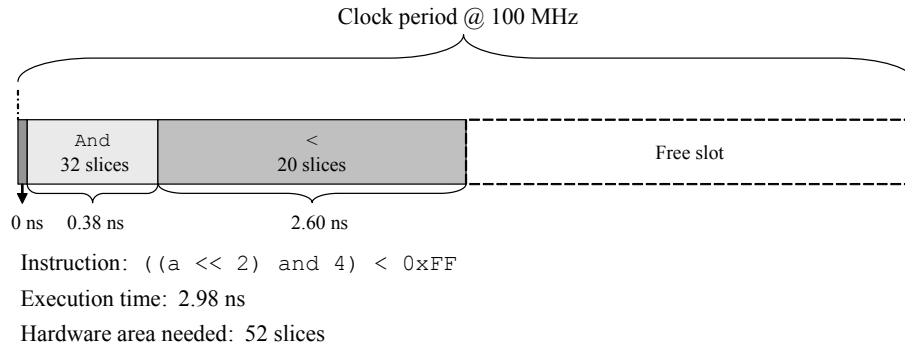 Clock period @ 100 MHz
And
32 slices
<
20 slices
Free slot
0 ns 0.38 ns 2.60 ns
Instruction: ((a << 2) and 4) < 0xFF
Execution time: 2.98 ns
Hardware area needed: 52 slices